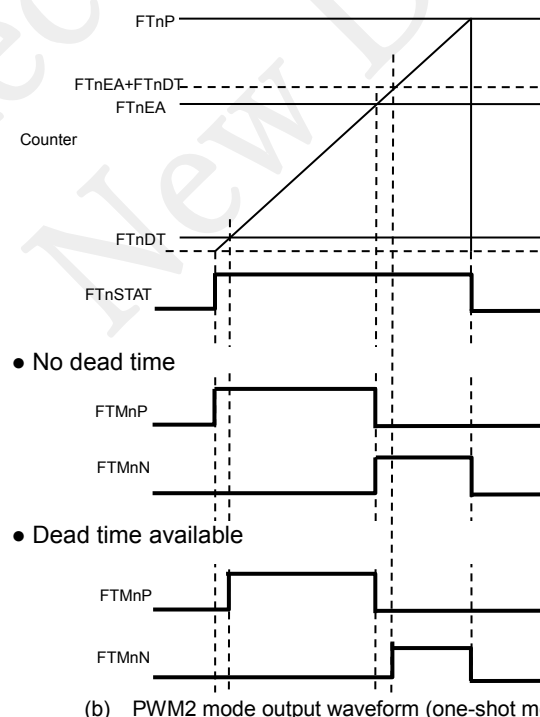 FTnP
FTnEA+FTnDT
FTnEA
Counter
FTnDT
FTnSTAT
● No dead time
FTMnP
FTMnN
● Dead time available
FTMnP
FTMnN
(b) PWM2 mode output waveform (one-shot